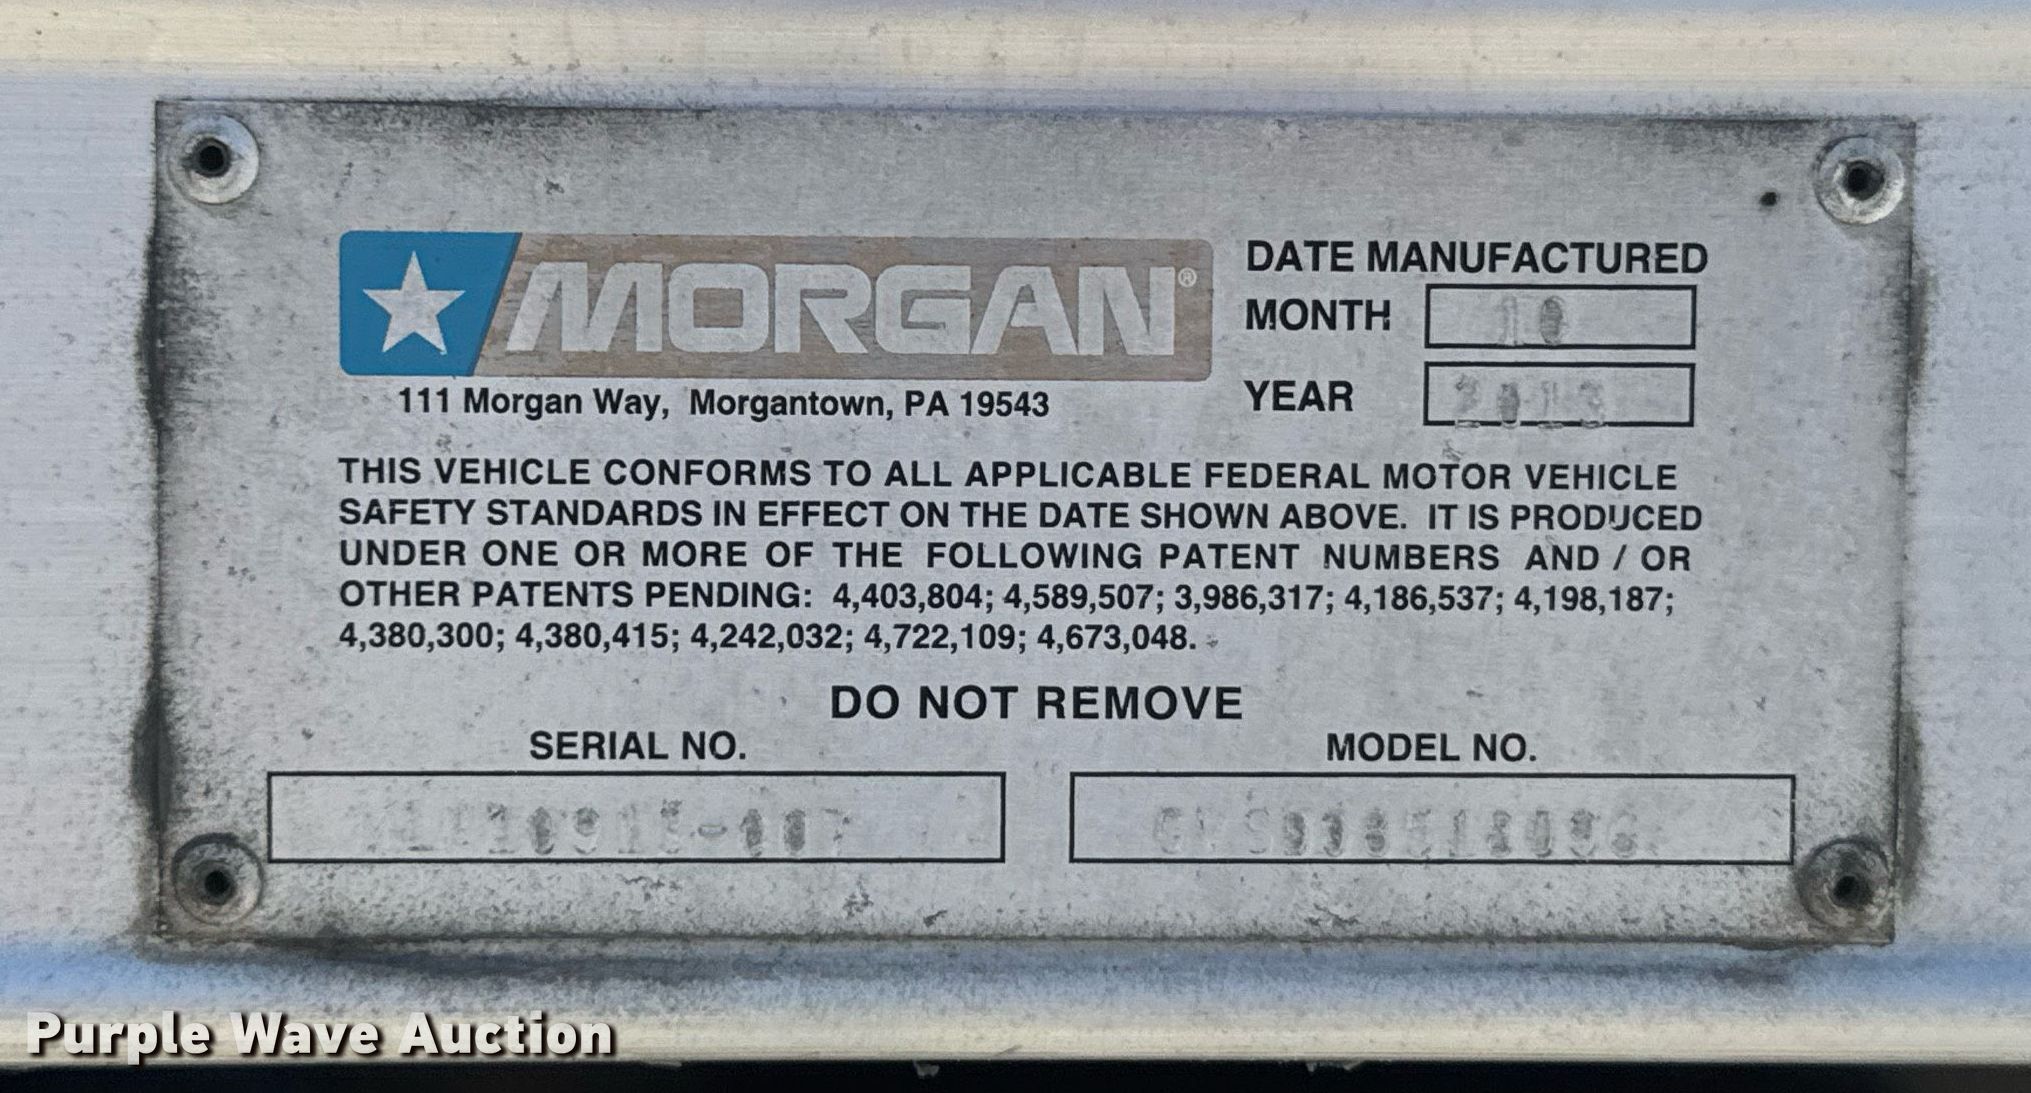 MORGAN®
111 Morgan Way, Morgantown, PA 19543
DATE MANUFACTURED
MONTH 10
YEAR 2013
THIS VEHICLE CONFORMS TO ALL APPLICABLE FEDERAL MOTOR VEHICLE
SAFETY STANDARDS IN EFFECT ON THE DATE SHOWN ABOVE. IT IS PRODUCED
UNDER ONE OR MORE OF THE FOLLOWING PATENT NUMBERS AND / OR
OTHER PATENTS PENDING: 4,403,804; 4,589,507; 3,986,317; 4,186,537; 4,198,187;
4,380,300; 4,380,415; 4,242,032; 4,722,109; 4,673,048.
DO NOT REMOVE
SERIAL NO.
MODEL NO.
Purple Wave Auction